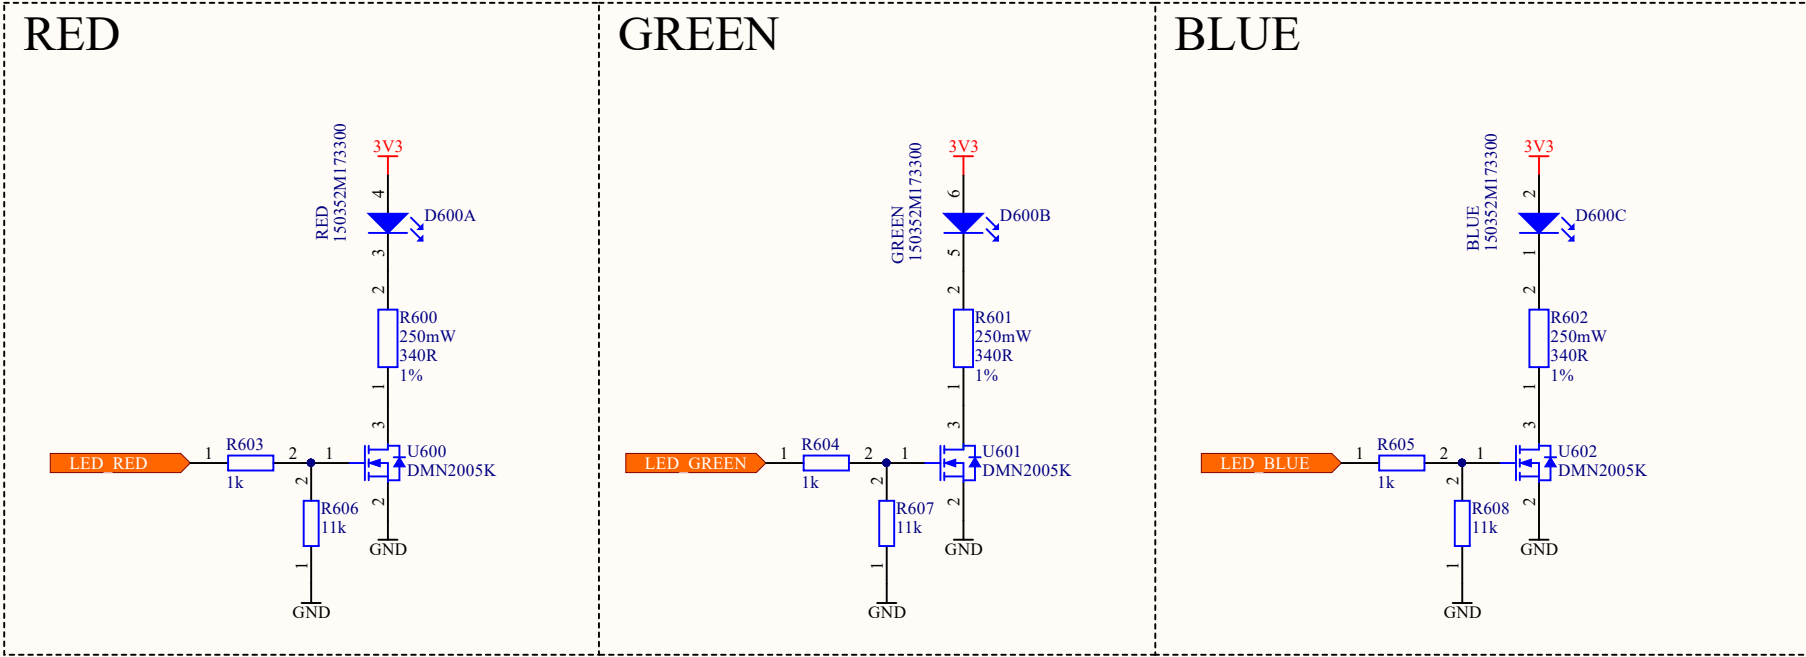 RED
3V3
RED
150352M173300
4
D600A
3
2
R600
250mW
340R
1%
1
3
LED_RED
1
R603
1k
2
1
U600
DMN2005K
2
R606
11k
1
GND
2
GND
GREEN
3V3
GREEN
150352M173300
6
D600B
5
2
R601
250mW
340R
1%
1
3
LED_GREEN
1
R604
1k
2
1
U601
DMN2005K
2
R607
11k
1
GND
2
GND
BLUE
3V3
BLUE
150352M173300
2
D600C
1
2
R602
250mW
340R
1%
1
3
LED_BLUE
1
R605
1k
2
1
U602
DMN2005K
2
R608
11k
1
GND
2
GND